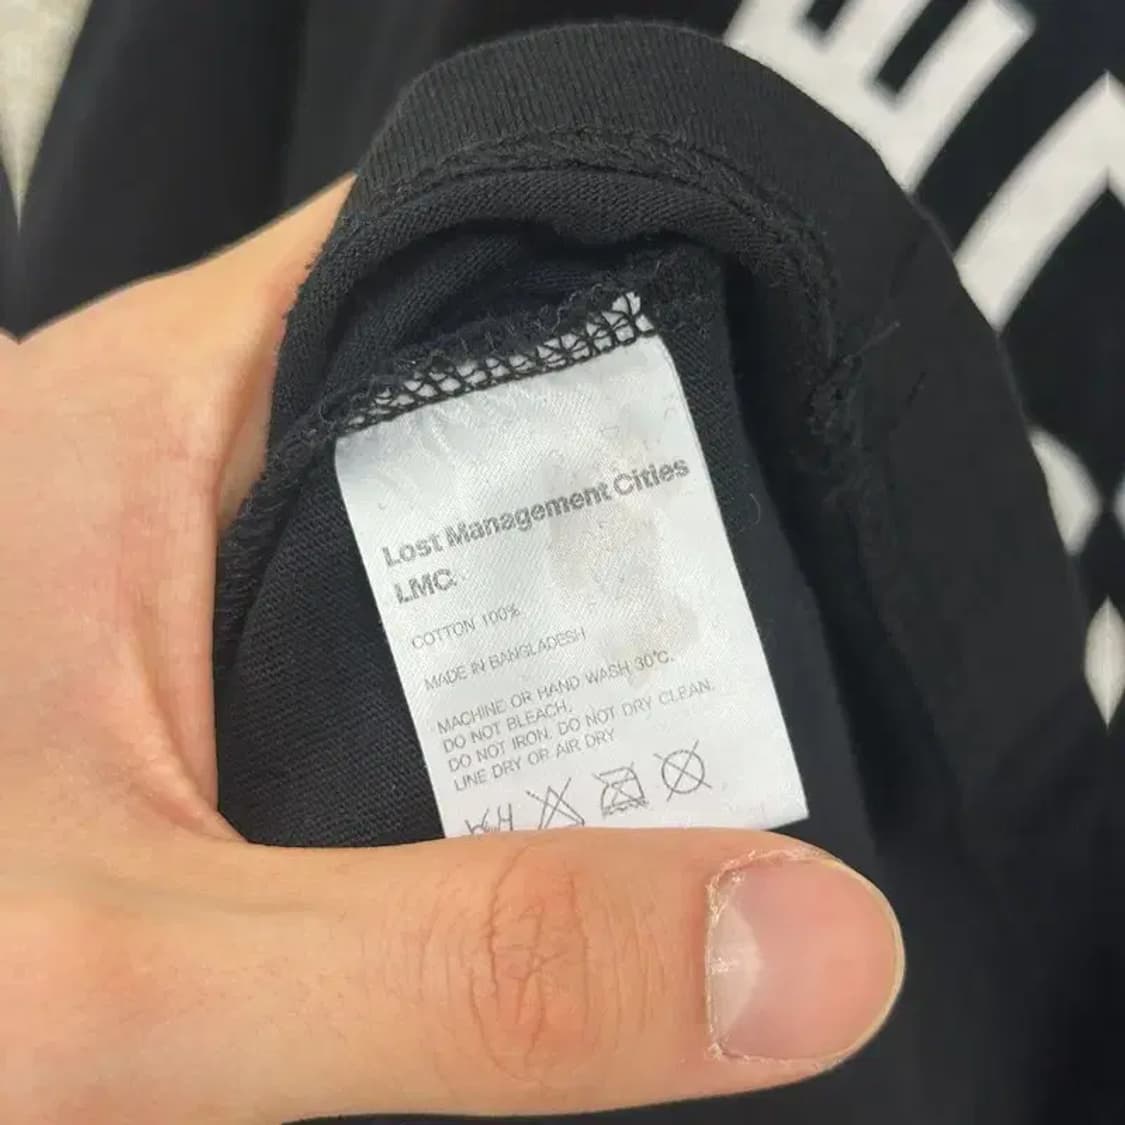 Lost Management Cities
LMC
COTTON 100%
MADE IN BANGLADESH
MACHINE OR HAND WASH 30°C.
DO NOT BLEACH.
DO NOT IRON. DO NOT DRY CLEAN.
LINE DRY OR AIR DRY